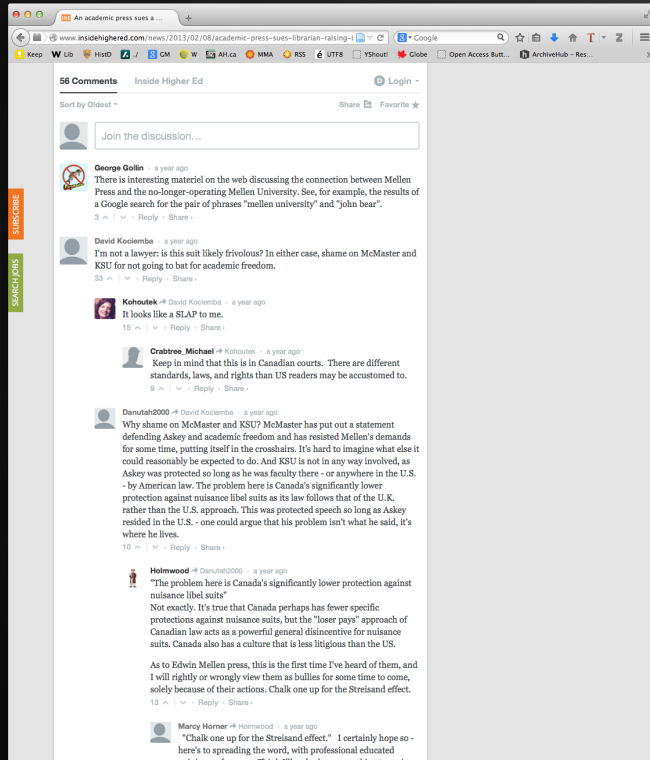 An academic press sues a ...
www.insidehighered.com/news/2013/02/08/academic-press-sues-librarian-raising-
Google
Keep W Lib HistD ./ GM W AH.ca MMA RSS é UTF8 YShout! Globe Open Access Butt... ArchiveHub – Res...
SUBSCRIBE
SEARCH JOBS
56 Comments Inside Higher Ed Login
Sort by Oldest Share Favorite ★
Join the discussion…
George Gollin · a year ago
There is interesting materiel on the web discussing the connection between Mellen
Press and the no-longer-operating Mellen University. See, for example, the results of
a Google search for the pair of phrases "mellen university" and "john bear".
3 · Reply · Share ›
David Kociemba · a year ago
I'm not a lawyer: is this suit likely frivolous? In either case, shame on McMaster and
KSU for not going to bat for academic freedom.
33 · Reply · Share ›
Kohoutek David Kociemba · a year ago
It looks like a SLAP to me.
15 · Reply · Share ›
Crabtree_Michael Kohoutek · a year ago
Keep in mind that this is in Canadian courts. There are different
standards, laws, and rights than US readers may be accustomed to.
9 · Reply · Share ›
Danutah2000 David Kociemba · a year ago
Why shame on McMaster and KSU? McMaster has put out a statement
defending Askey and academic freedom and has resisted Mellen's demands
for some time, putting itself in the crosshairs. It's hard to imagine what else it
could reasonably be expected to do. And KSU is not in any way involved, as
Askey was protected so long as he was faculty there - or anywhere in the U.S.
- by American law. The problem here is Canada's significantly lower
protection against nuisance libel suits as its law follows that of the U.K.
rather than the U.S. approach. This was protected speech so long as Askey
resided in the U.S. - one could argue that his problem isn't what he said, it's
where he lives.
10 · Reply · Share ›
Holmwood Danutah2000 · a year ago
"The problem here is Canada's significantly lower protection against
nuisance libel suits"
Not exactly. It's true that Canada perhaps has fewer specific
protections against nuisance suits, but the "loser pays" approach of
Canadian law acts as a powerful general disincentive for nuisance
suits. Canada also has a culture that is less litigious than the US.
As to Edwin Mellen press, this is the first time I've heard of them, and
I will rightly or wrongly view them as bullies for some time to come,
solely because of their actions. Chalk one up for the Streisand effect.
13 · Reply · Share ›
Marcy Horner Holmwood · a year ago
"Chalk one up for the Streisand effect." I certainly hope so -
here's to spreading the word, with professional educated